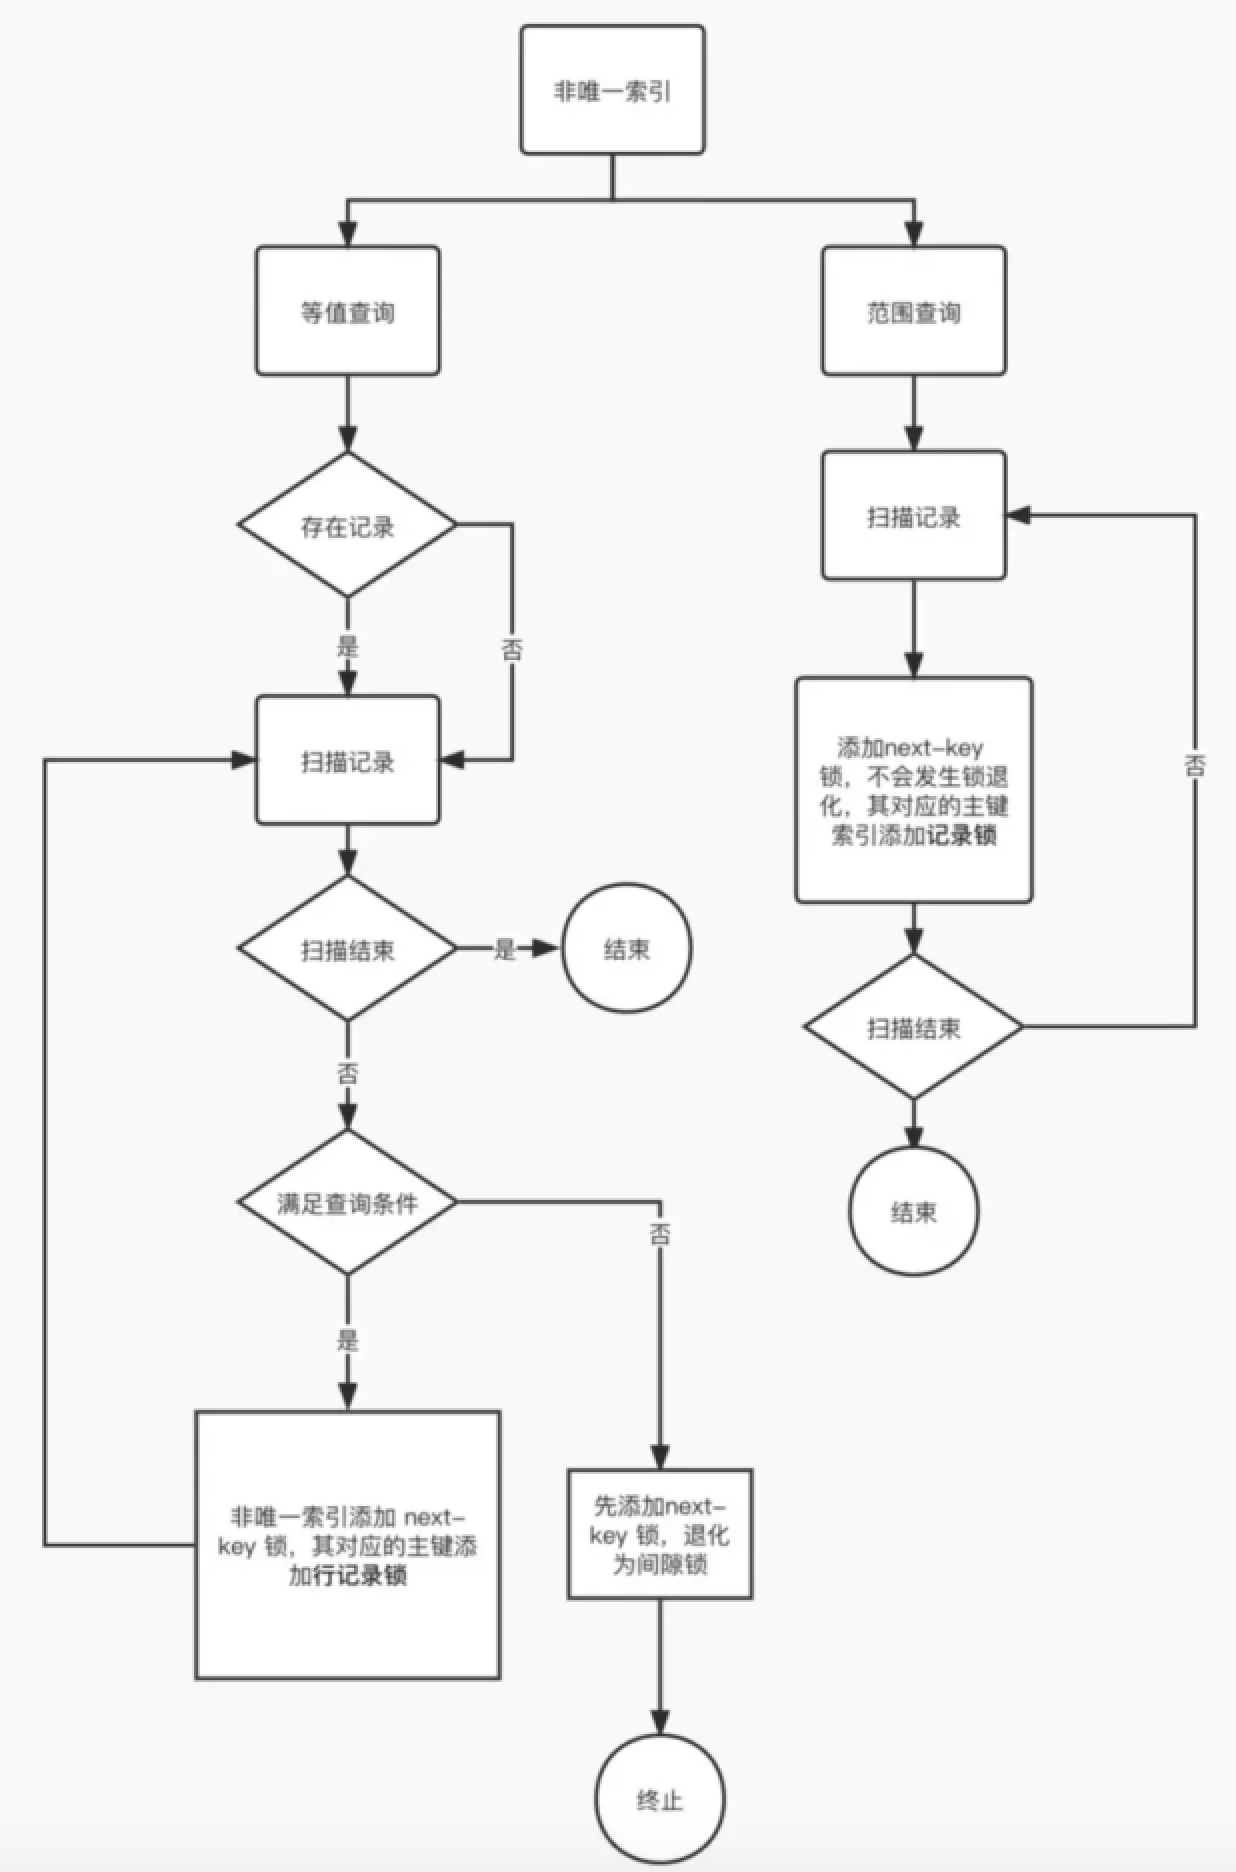 非唯一索引
等值查询
范围查询
存在记录
扫描记录
是
否
扫描记录
添加next-key
锁，不会发生锁退
化，其对应的主键
索引添加记录锁
否
扫描结束
是
结束
扫描结束
否
满足查询条件
否
结束
是
非唯一索引添加 next-
key 锁，其对应的主键添
加行记录锁
先添加next-
key 锁，退化
为间隙锁
终止